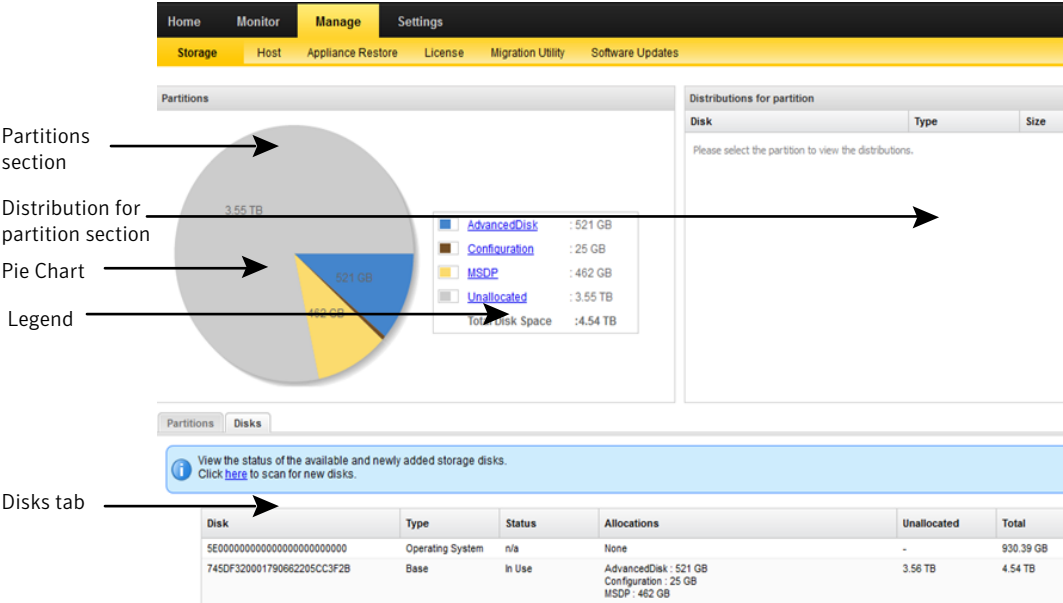 Home Monitor Manage Settings
Storage Host Appliance Restore License Migration Utility Software Updates
Partitions
Distributions for partition
Disk Type Size
Please select the partition to view the distributions.
Partitions
section
Distribution for
partition section
Pie Chart
Legend
3.55 TB
521 GB
462 GB
AdvancedDisk : 521 GB
Configuration : 25 GB
MSDP : 462 GB
Unallocated : 3.55 TB
Total Disk Space :4.54 TB
Partitions Disks
View the status of the available and newly added storage disks.
Click here to scan for new disks.
Disks tab
Disk Type Status Allocations Unallocated Total
5E0000000000000000000000 Operating System n/a None - 930.39 GB
745DF320001790662205CC3F2B Base In Use AdvancedDisk : 521 GB 3.56 TB 4.54 TB
Configuration : 25 GB
MSDP : 462 GB